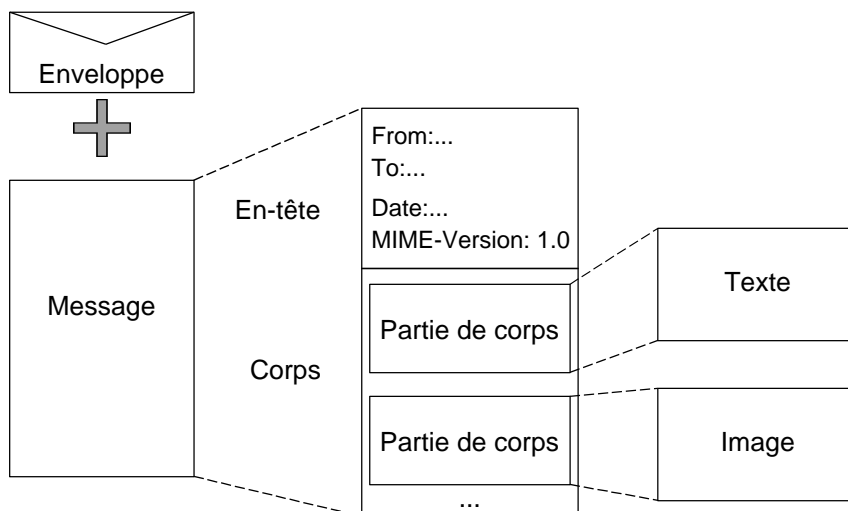 Enveloppe
Message
En-tête
From:...
To:...
Date:...
MIME-Version: 1.0
Corps
Partie de corps
Texte
Partie de corps
Image
...